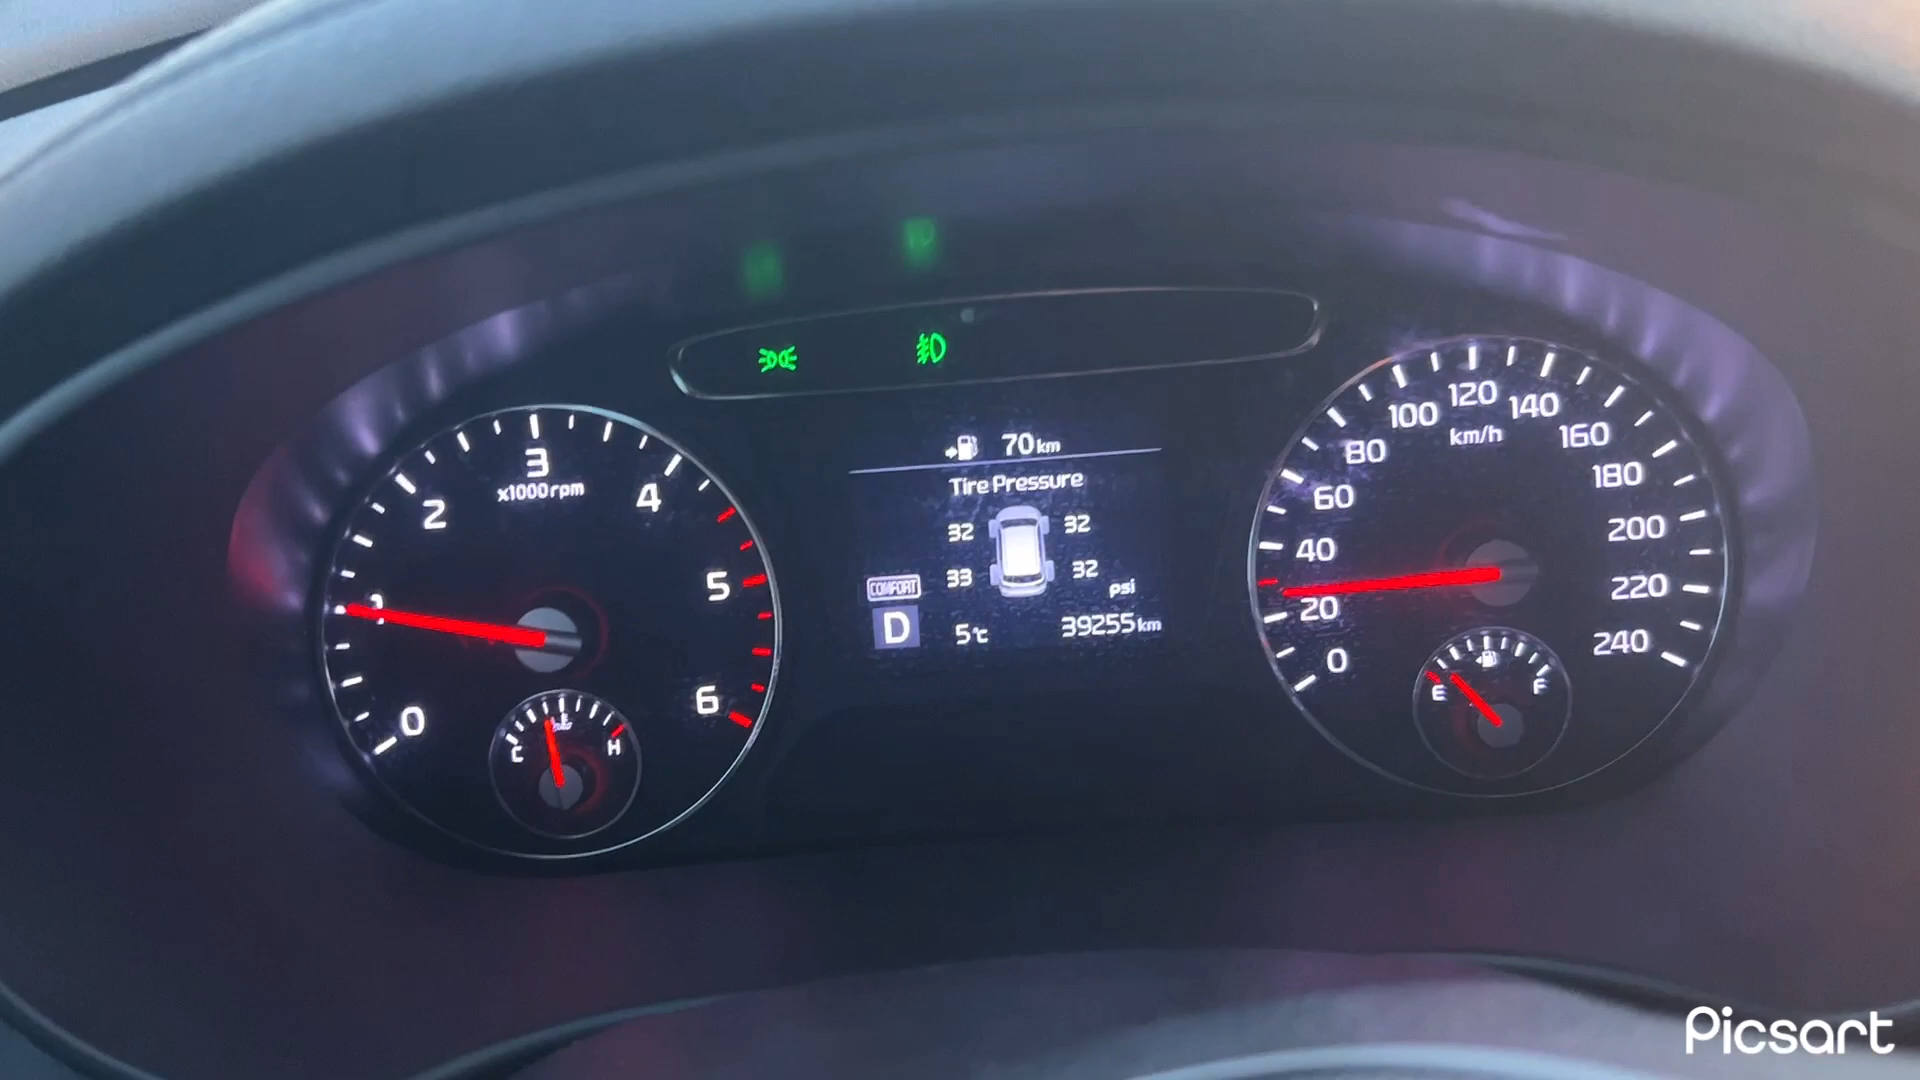 70km
Tire Pressure
32 32
33 32
psi
COMFORT
D 5℃ 39255km
0 1 2 3 4 5 6
x1000rpm
C H
0 20 40 60 80 100 120 140 160 180 200 220 240
km/h
E F
Picsart